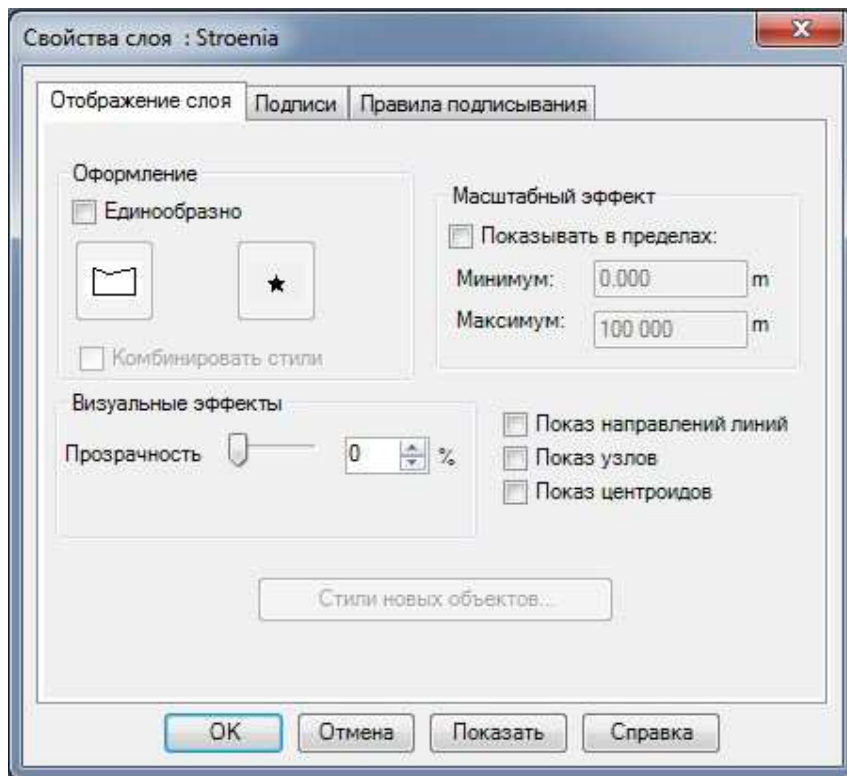 Свойства слоя : Stroenia
Отображение слоя Подписи Правила подписывания
Оформление
Единообразно
Комбинировать стили
Масштабный эффект
Показывать в пределах:
Минимум: 0.000 m
Максимум: 100 000 m
Визуальные эффекты
Прозрачность 0 %
Показ направлений линий
Показ узлов
Показ центроидов
Стили новых объектов...
OK Отмена Показать Справка